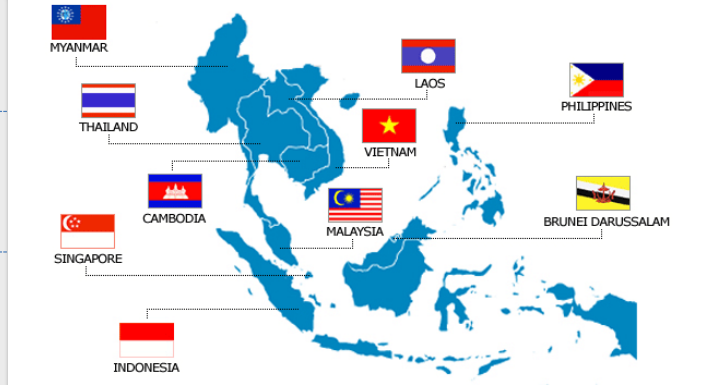 MYANMAR
LAOS
PHILIPPINES
THAILAND
VIETNAM
CAMBODIA
MALAYSIA
BRUNEI DARUSSALAM
SINGAPORE
INDONESIA